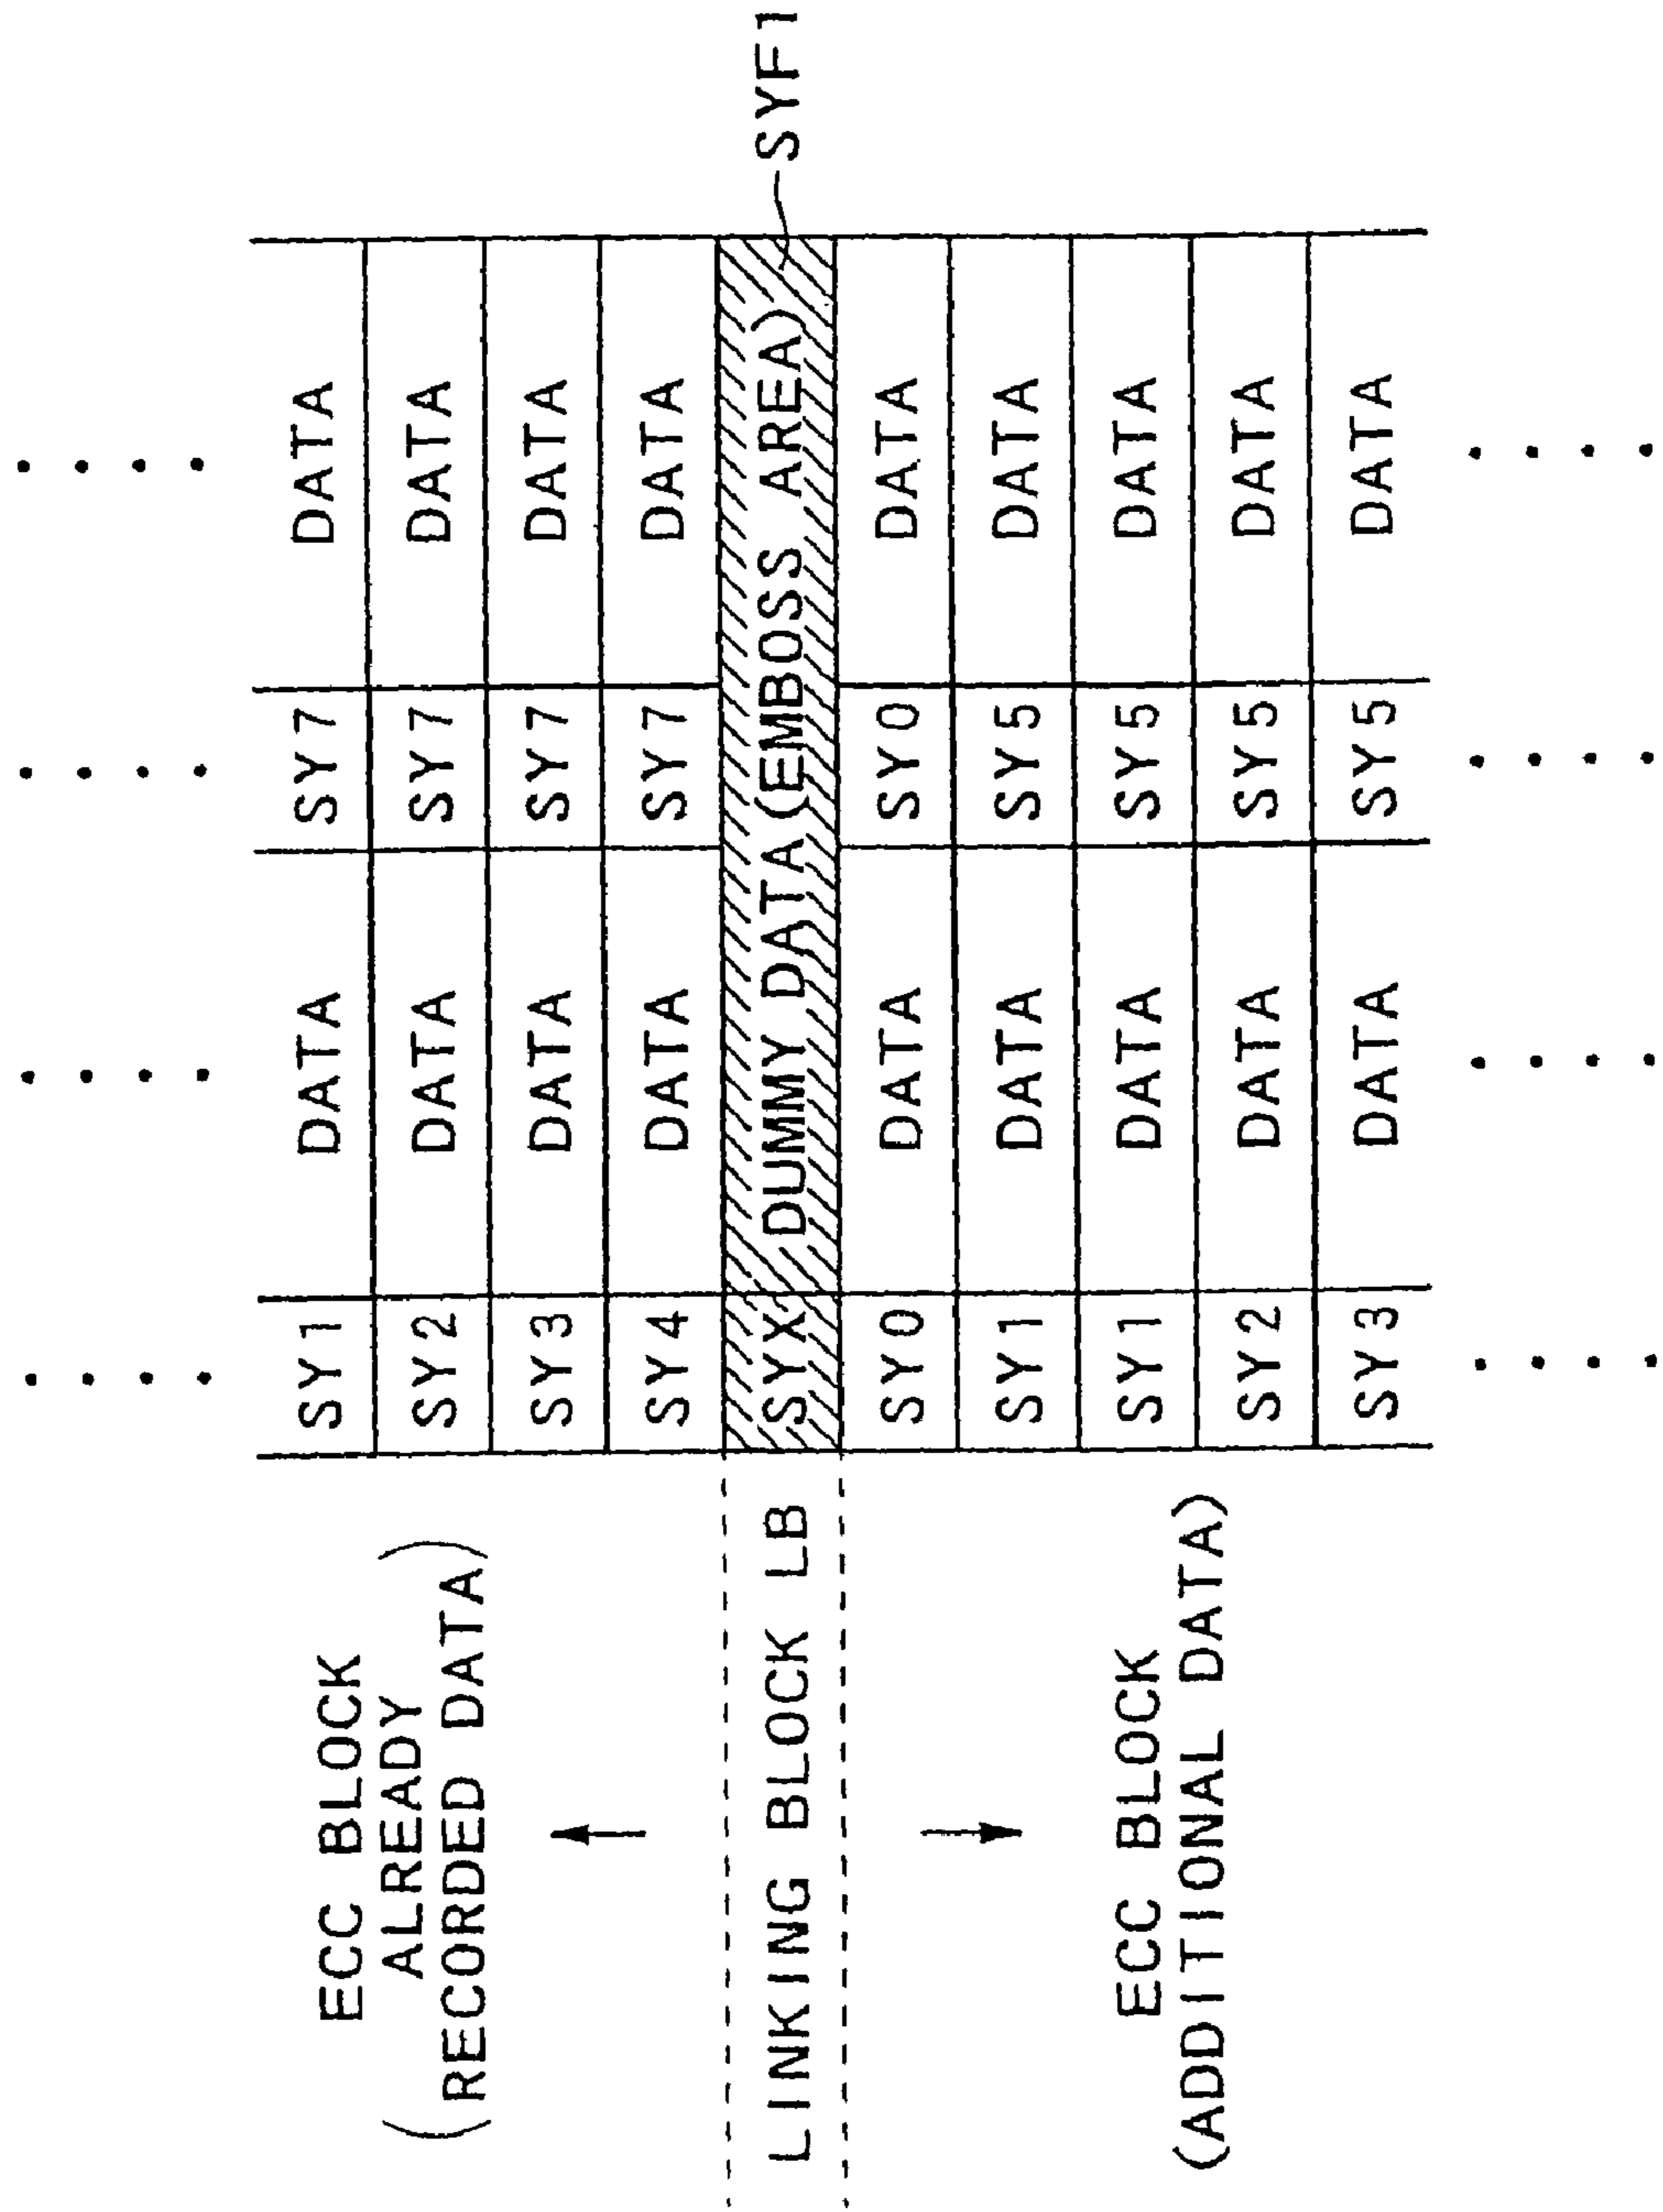 ECC BLOCK
ALREADY
(RECORDED DATA)
SY1 DATA SY7 DATA
SY2 DATA SY7 DATA
SY3 DATA SY7 DATA
SY4 DATA SY7 DATA
LINKING BLOCK LB SYX DUMMY DATA (EMBOSS AREA) SYF1
SY0 DATA SY0 DATA
SY1 DATA SY5 DATA
SY1 DATA SY5 DATA
SY2 DATA SY5 DATA
SY3 DATA SY5 DATA
ECC BLOCK
(ADDITIONAL DATA)